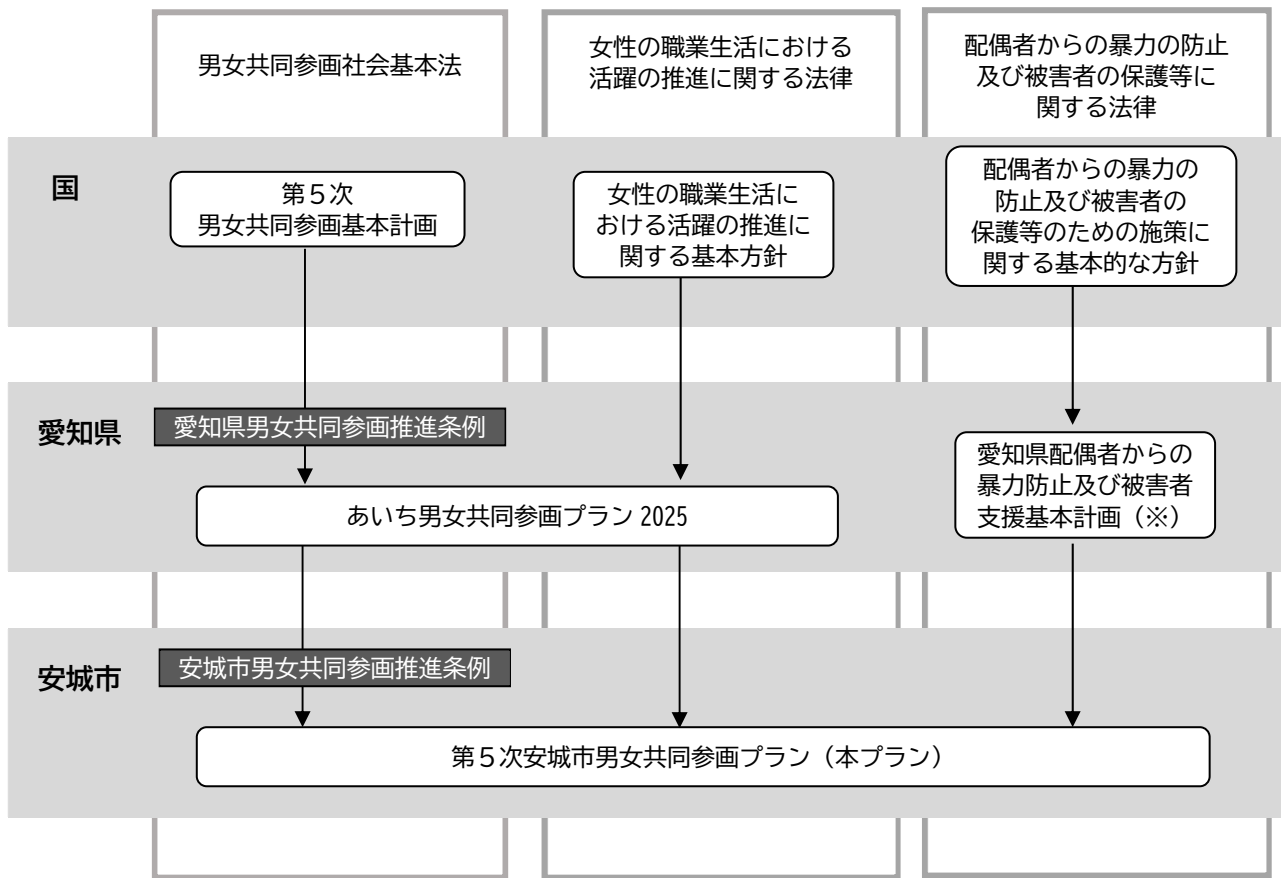 男女共同参画社会基本法
女性の職業生活における
活躍の推進に関する法律
配偶者からの暴力の防止
及び被害者の保護等に
関する法律
国
第５次
男女共同参画基本計画
女性の職業生活に
おける活躍の推進に
関する基本方針
配偶者からの暴力の
防止及び被害者の
保護等のための施策に
関する基本的な方針
愛知県
愛知県男女共同参画推進条例
あいち男女共同参画プラン 2025
愛知県配偶者からの
暴力防止及び被害者
支援基本計画（※）
安城市
安城市男女共同参画推進条例
第５次安城市男女共同参画プラン（本プラン）